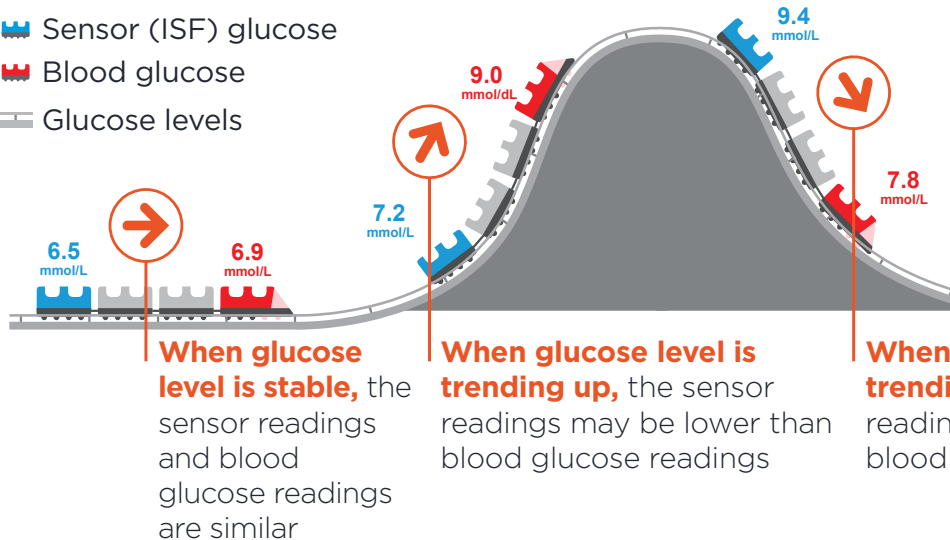 Sensor (ISF) glucose
Blood glucose
Glucose levels
6.5
mmol/L
6.9
mmol/L
7.2
mmol/L
9.0
mmol/dL
9.4
mmol/L
7.8
mmol/L
When glucose
level is stable, the
sensor readings
and blood
glucose readings
are similar
When glucose level is
trending up, the sensor
readings may be lower than
blood glucose readings
When
trendi
readin
blood